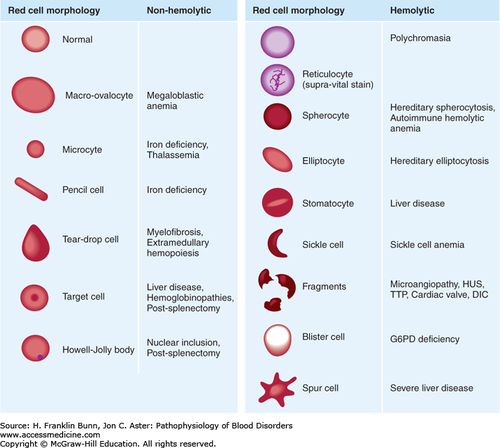 Red cell morphology
Non-hemolytic
Normal
Macro-ovalocyte
Megaloblastic
anemia
Microcyte
Iron deficiency,
Thalassemia
Pencil cell
Iron deficiency
Tear-drop cell
Myelofibrosis,
Extramedullary
hemopoiesis
Target cell
Liver disease,
Hemoglobinopathies,
Post-splenectomy
Howell-Jolly body
Nuclear inclusion,
Post-splenectomy
Red cell morphology
Hemolytic
Polychromasia
Reticulocyte
(supra-vital stain)
Spherocyte
Hereditary spherocytosis,
Autoimmune hemolytic
anemia
Elliptocyte
Hereditary elliptocytosis
Stomatocyte
Liver disease
Sickle cell
Sickle cell anemia
Fragments
Microangiopathy, HUS,
TTP, Cardiac valve, DIC
Blister cell
G6PD deficiency
Spur cell
Severe liver disease
Source: H. Franklin Bunn, Jon C. Aster: Pathophysiology of Blood Disorders
www.accessmedicine.com
Copyright © McGraw-Hill Education. All rights reserved.